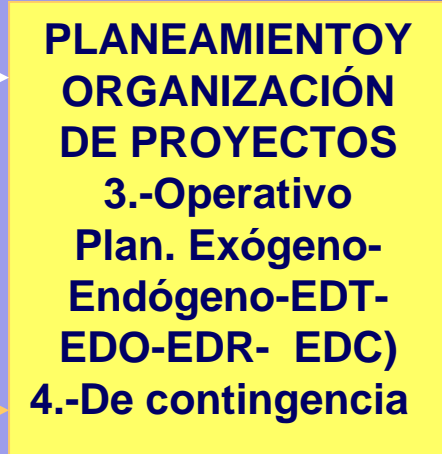 PLANEAMIENTOY
ORGANIZACIÓN
DE PROYECTOS
3.-Operativo
Plan. Exógeno-
Endógeno-EDT-
EDO-EDR-  EDC)
4.-De contingencia